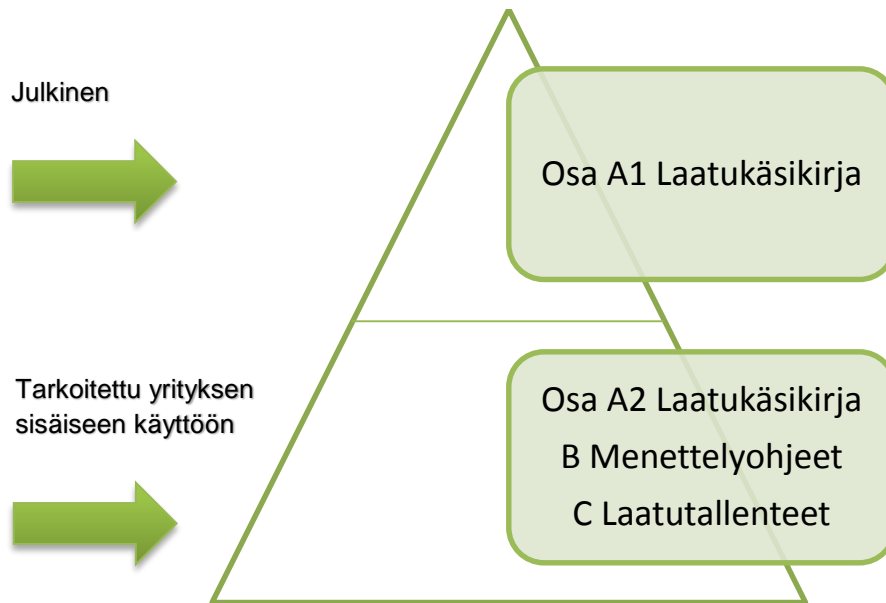 Julkinen
Osa A1 Laatukäsikirja
Tarkoitettu yrityksen
sisäiseen käyttöön
Osa A2 Laatukäsikirja
B Menettelyohjeet
C Laatutallenteet